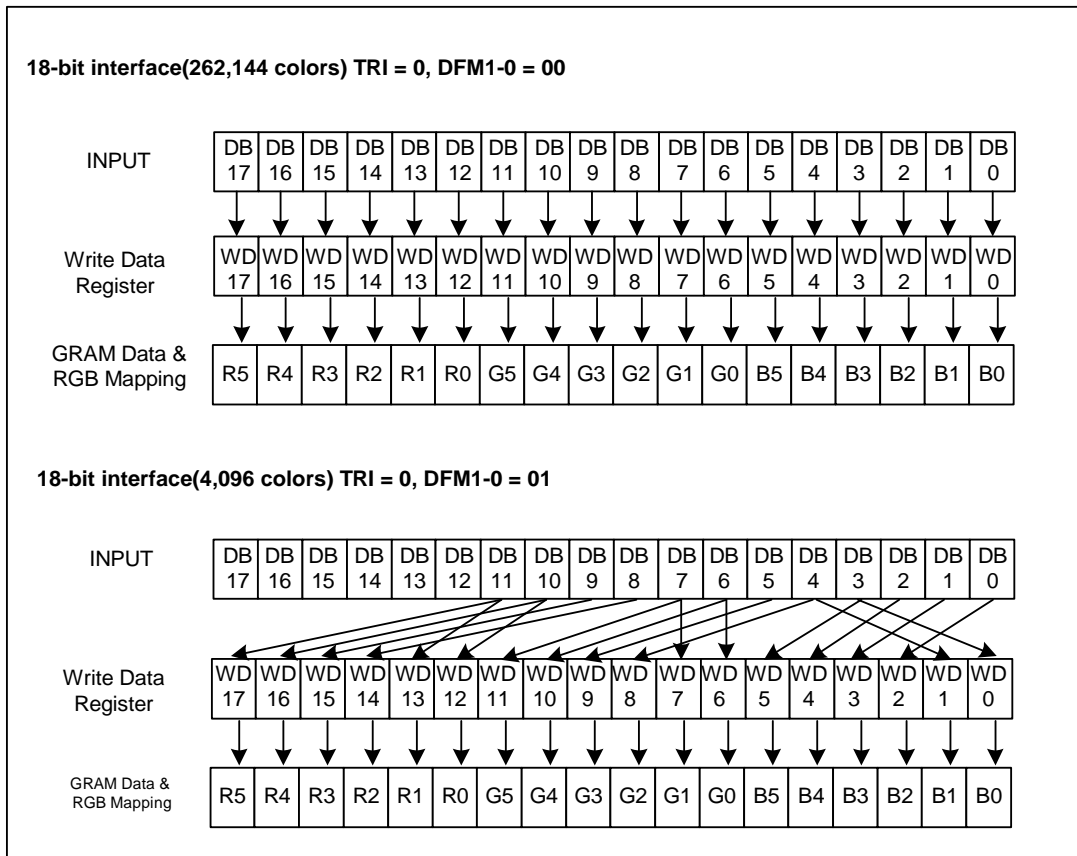 18-bit interface(262,144 colors) TRI = 0, DFM1-0 = 00
INPUT
DB DB DB DB DB DB DB DB DB DB DB DB DB DB DB DB DB DB
17 16 15 14 13 12 11 10 9 8 7 6 5 4 3 2 1 0
Write Data
Register
WD WD WD WD WD WD WD WD WD WD WD WD WD WD WD WD WD WD
17 16 15 14 13 12 11 10 9 8 7 6 5 4 3 2 1 0
GRAM Data &
RGB Mapping
R5 R4 R3 R2 R1 R0 G5 G4 G3 G2 G1 G0 B5 B4 B3 B2 B1 B0
18-bit interface(4,096 colors) TRI = 0, DFM1-0 = 01
INPUT
DB DB DB DB DB DB DB DB DB DB DB DB DB DB DB DB DB DB
17 16 15 14 13 12 11 10 9 8 7 6 5 4 3 2 1 0
Write Data
Register
WD WD WD WD WD WD WD WD WD WD WD WD WD WD WD WD WD WD
17 16 15 14 13 12 11 10 9 8 7 6 5 4 3 2 1 0
GRAM Data &
RGB Mapping
R5 R4 R3 R2 R1 R0 G5 G4 G3 G2 G1 G0 B5 B4 B3 B2 B1 B0